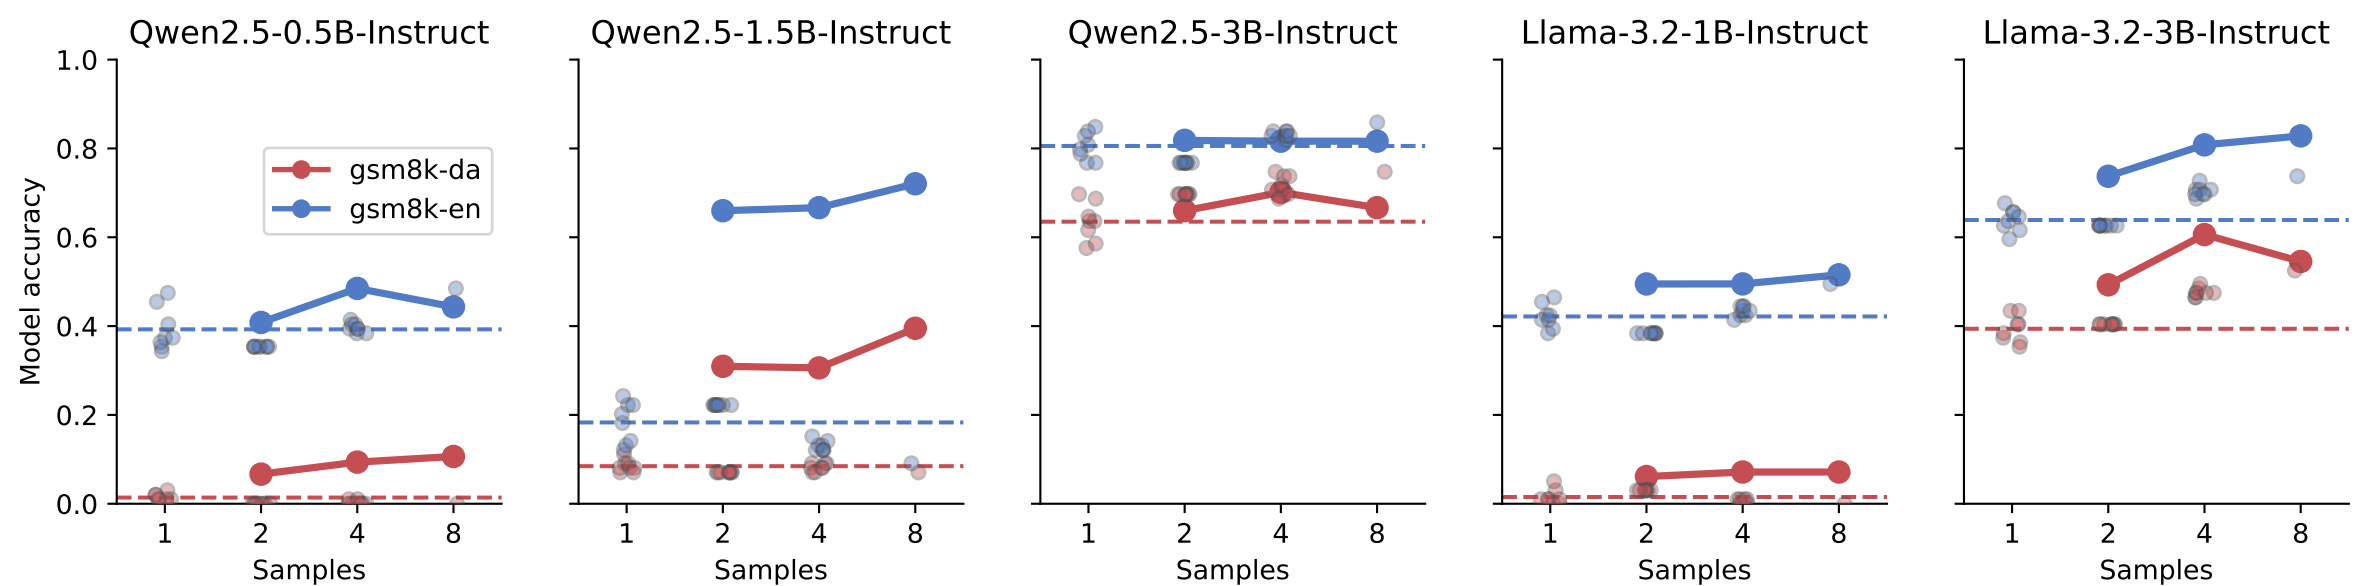 Qwen2.5-0.5B-Instruct Qwen2.5-1.5B-Instruct Qwen2.5-3B-Instruct Llama-3.2-1B-Instruct Llama-3.2-3B-Instruct
1.0
0.8
0.6
0.4
0.2
0.0
Model accuracy
gsm8k-da
gsm8k-en
1 2 4 8 1 2 4 8 1 2 4 8 1 2 4 8 1 2 4 8
Samples Samples Samples Samples Samples